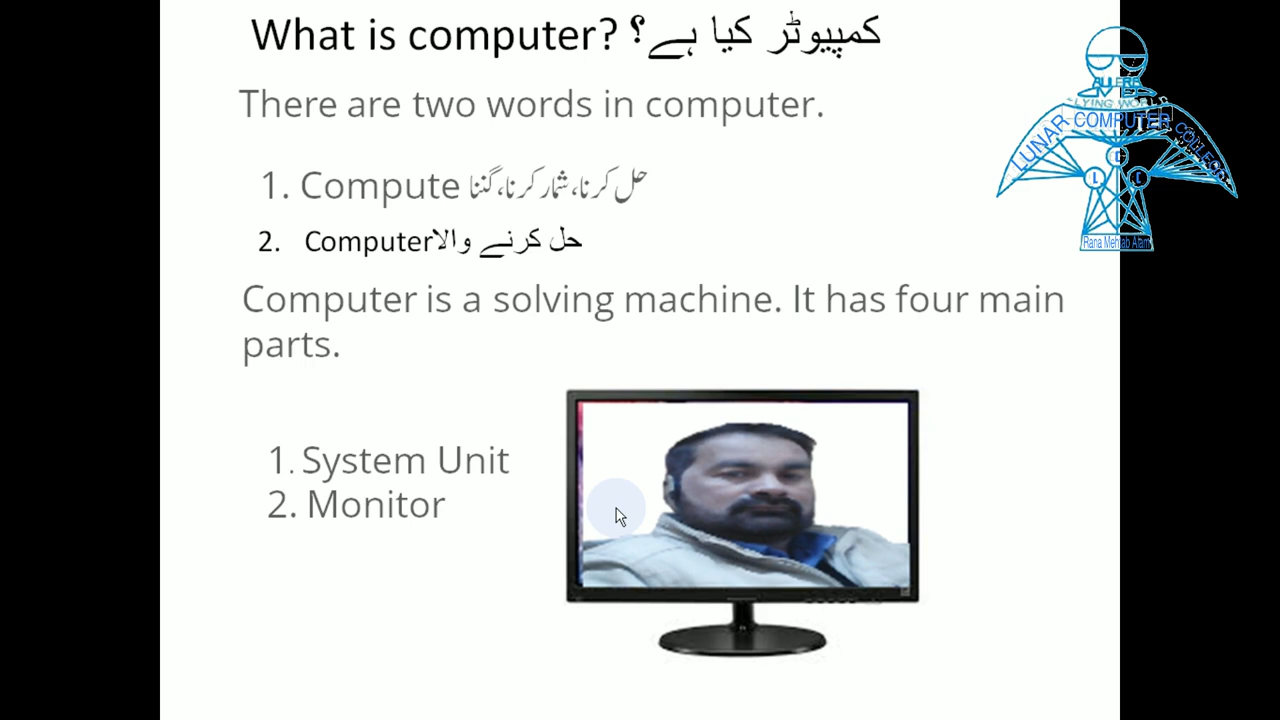 What is computer? کمپیوٹر کیا ہے؟
There are two words in computer.
1. Compute حل کرنا، شمار کرنا، گننا
2. Computer حل کرنے والا
Computer is a solving machine. It has four main
parts.
1. System Unit
2. Monitor
LUNAR COMPUTER COLLEGE
Rana Mehtab Alam